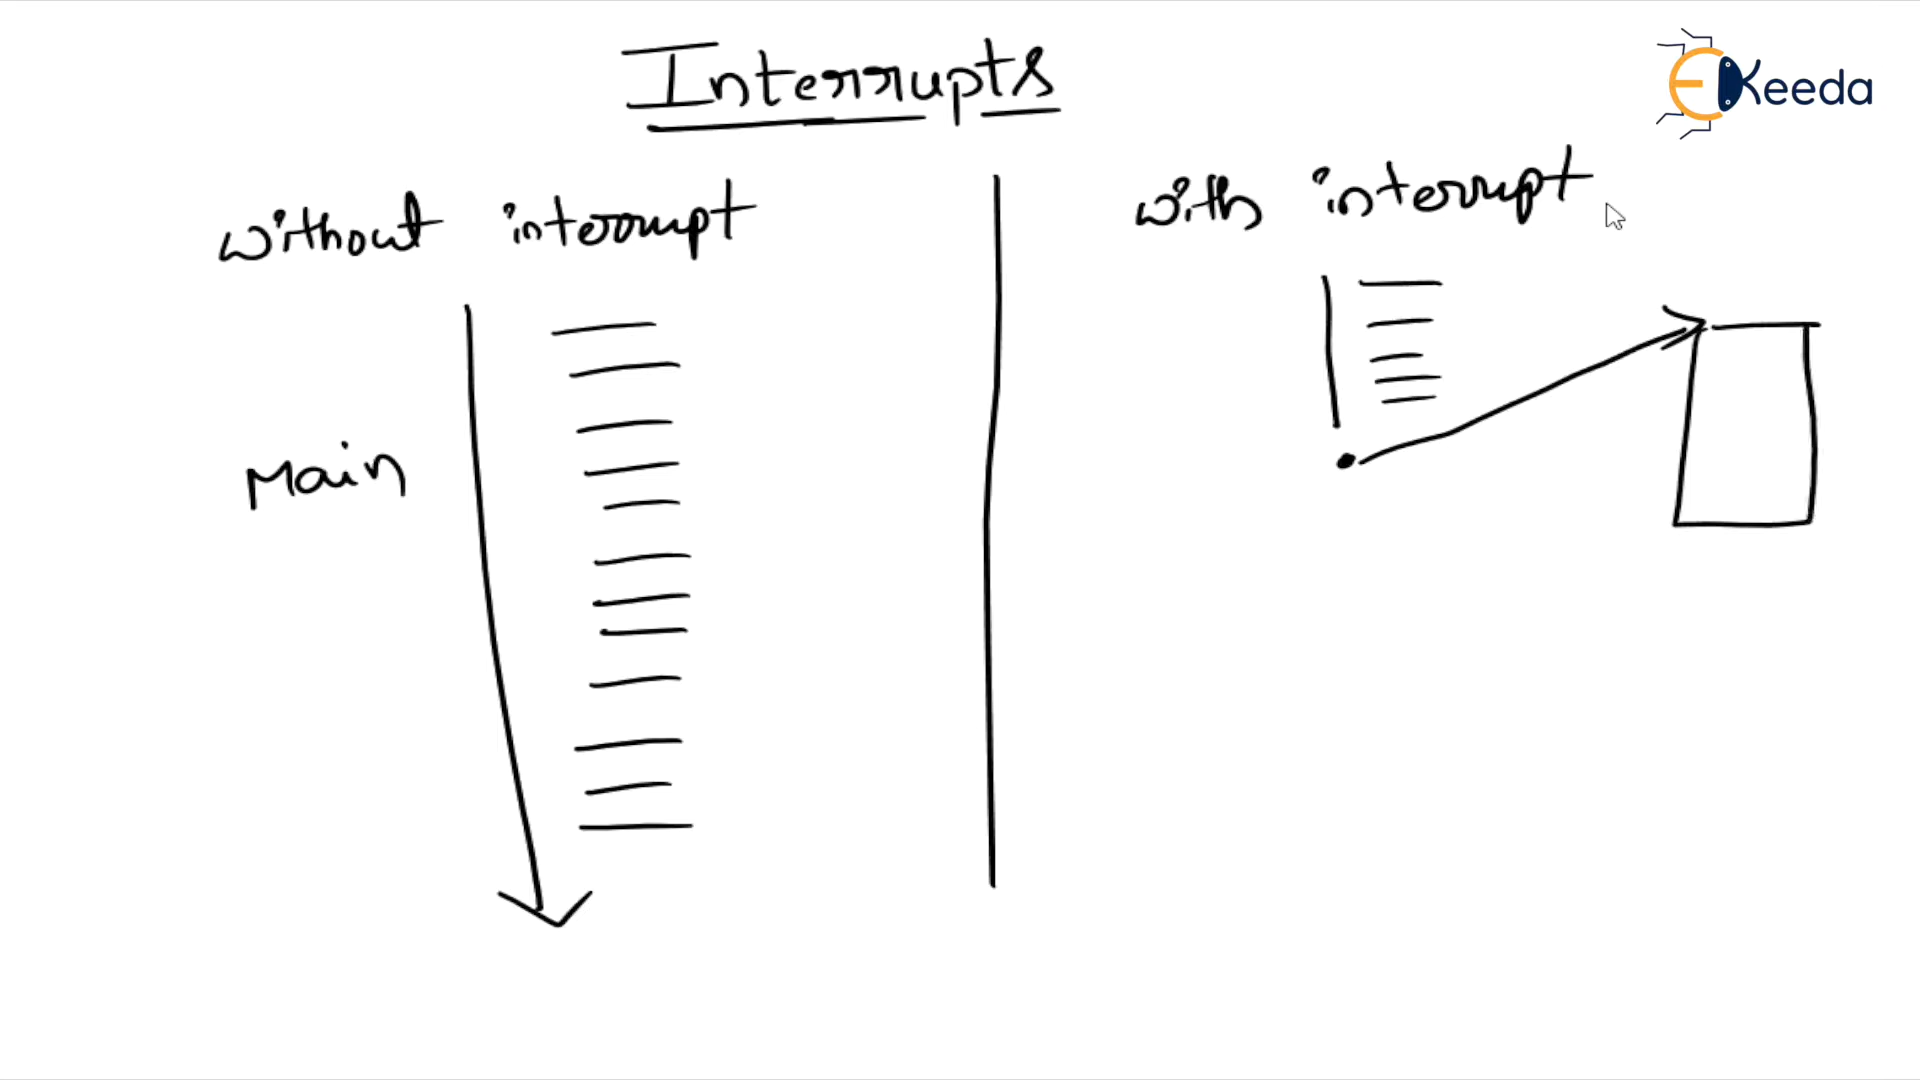 Interrupts
EKeeda
without interrupt
with interrupt
Main